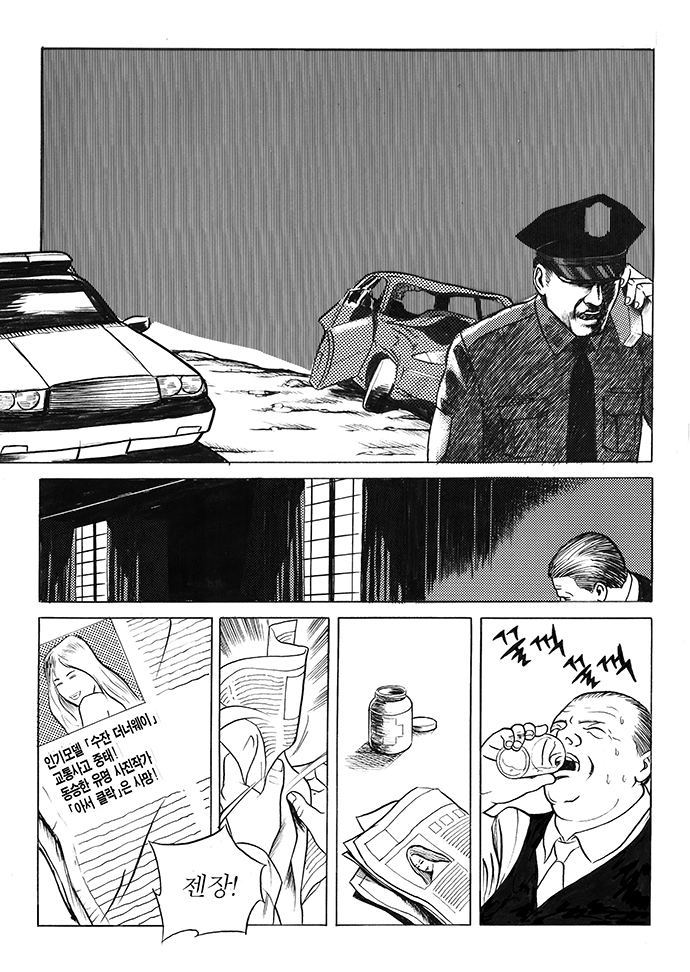 인기모델 「수잔 더너웨이」
교통사고 중태!
동승한 유명 사진작가
「아서 클락」은 사망!
젠장!
꿀꺽꿀꺽